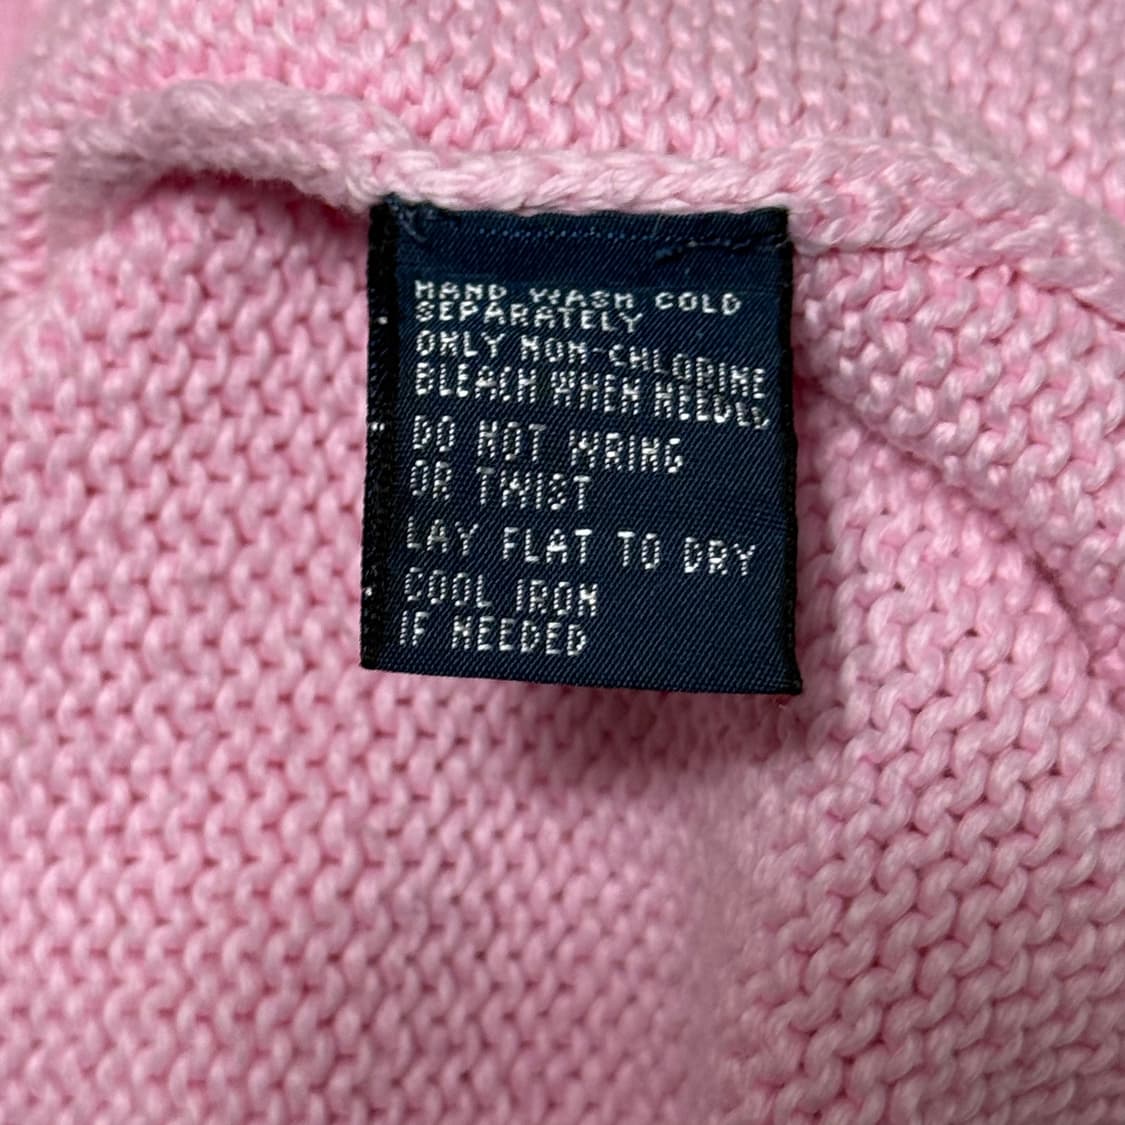 HAND WASH COLD
SEPARATELY
ONLY NON-CHLORINE
BLEACH WHEN NEEDED
DO NOT WRING
OR TWIST
LAY FLAT TO DRY
COOL IRON
IF NEEDED